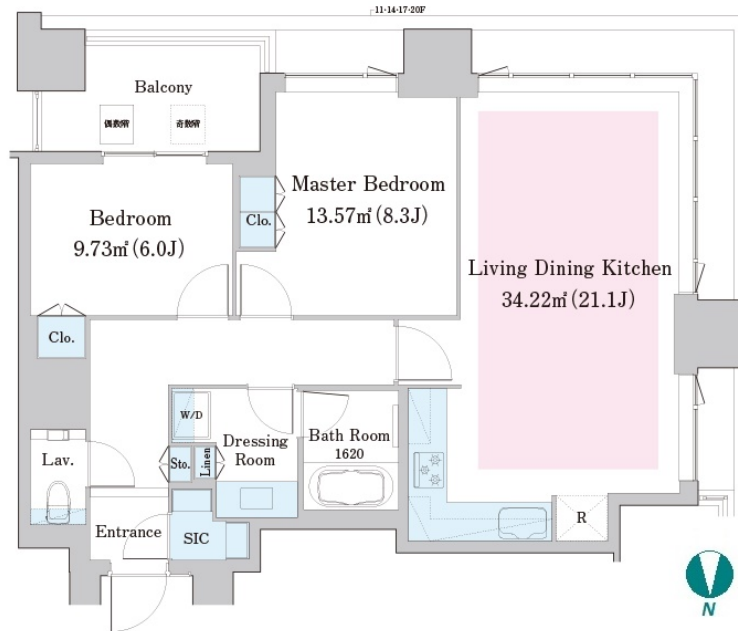 11·14·17·20F
Balcony
偶数階
奇数階
Master Bedroom
13.57㎡(8.3J)
Bedroom
9.73㎡(6.0J)
Clo.
Living Dining Kitchen
34.22㎡(21.1J)
Clo.
W/D
Dressing
Room
Bath Room
1620
Lav.
Sto.
Linen
Entrance
SIC
R
N